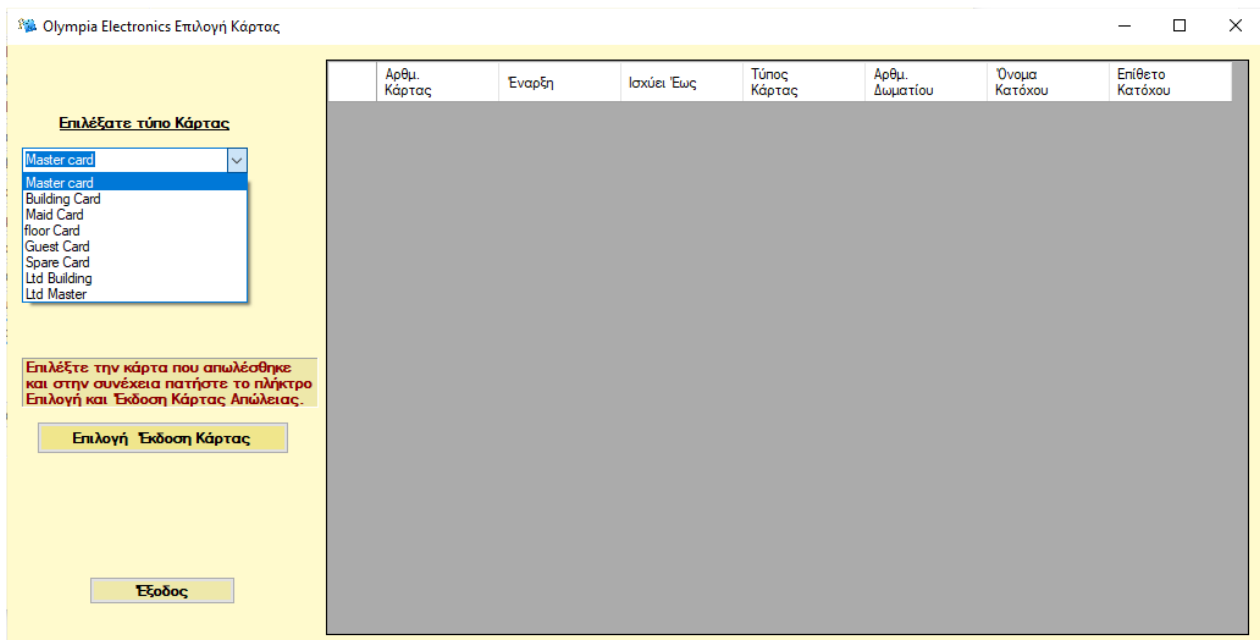 Olympia Electronics Επιλογή Κάρτας
Αρθμ. Κάρτας
Έναρξη
Ισχύει Έως
Τύπος Κάρτας
Αρθμ. Δωματίου
Όνομα Κατόχου
Επίθετο Κατόχου
Επιλέξατε τύπο Κάρτας
Master card
Master card
Building Card
Maid Card
floor Card
Guest Card
Spare Card
Ltd Building
Ltd Master
Επιλέξτε την κάρτα που απωλέσθηκε
και στην συνέχεια πατήστε το πλήκτρο
Επιλογή και Έκδοση Κάρτας Απώλειας.
Επιλογή Έκδοση Κάρτας
Έξοδος